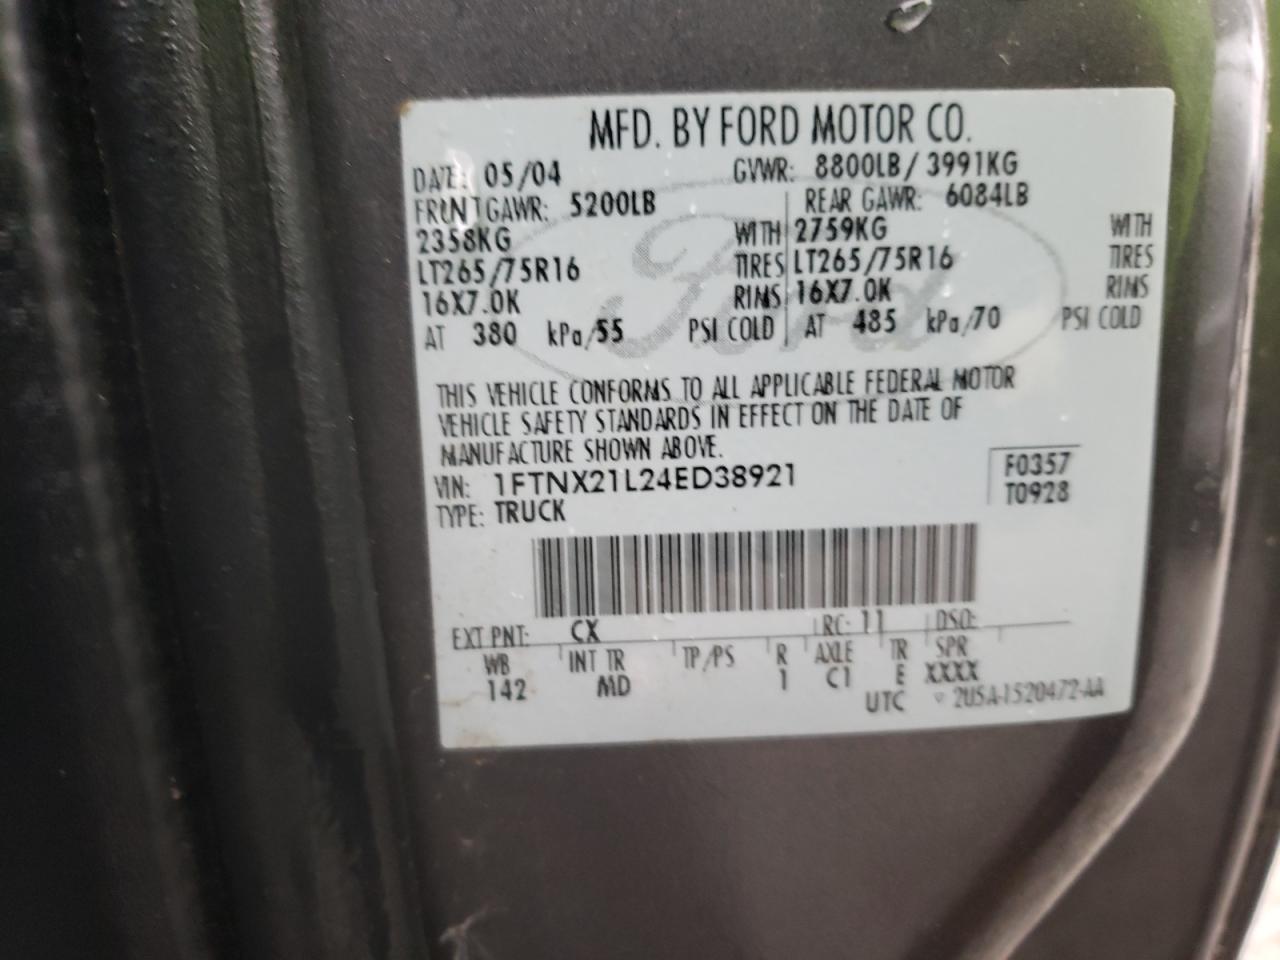 MFD. BY FORD MOTOR CO.
DATE: 05/04 GVWR: 8800LB/ 3991KG
FRONT GAWR: 5200LB REAR GAWR: 6084LB
2358KG WITH 2759KG WITH
LT265/75R16 TIRES LT265/75R16 TIRES
16X7.0K RIMS 16X7.0K RIMS
AT 380 kPa/55 PSI COLD AT 485 kPa/70 PSI COLD
Ford
THIS VEHICLE CONFORMS TO ALL APPLICABLE FEDERAL MOTOR
VEHICLE SAFETY STANDARDS IN EFFECT ON THE DATE OF
MANUFACTURE SHOWN ABOVE.
VIN: 1FTNX21L24ED38921 F0357
TYPE: TRUCK T0928
EXT PNT: CX RC: 11 DSO:
WB INT TR TP/PS R AXLE TR SPR
142 MD 1 C1 E XXXX
UTC ▽ 2U5A-1520472-AA